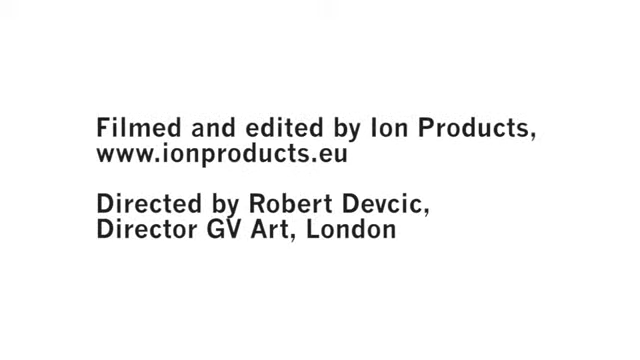 Filmed and edited by Ion Products,
www.ionproducts.eu
Directed by Robert Devcic,
Director GV Art, London